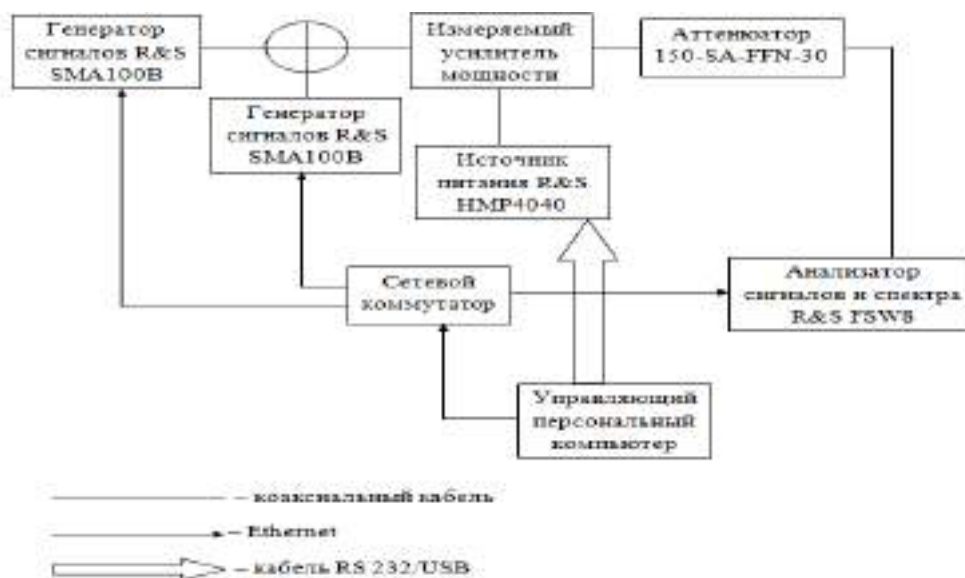 Генератор
сигналов R&S
SMA100B
Измеряемый
усилитель
мощности
Аттенюатор
150-SA-FFN-30
Генератор
сигналов R&S
SMA100B
Источник
питания R&S
HMP4040
Сетевой
коммутатор
Анализатор
сигналов и спектра
R&S FSW8
Управляющий
персональный
компьютер
– коаксиальный кабель
– Ethernet
– кабель RS 232/USB